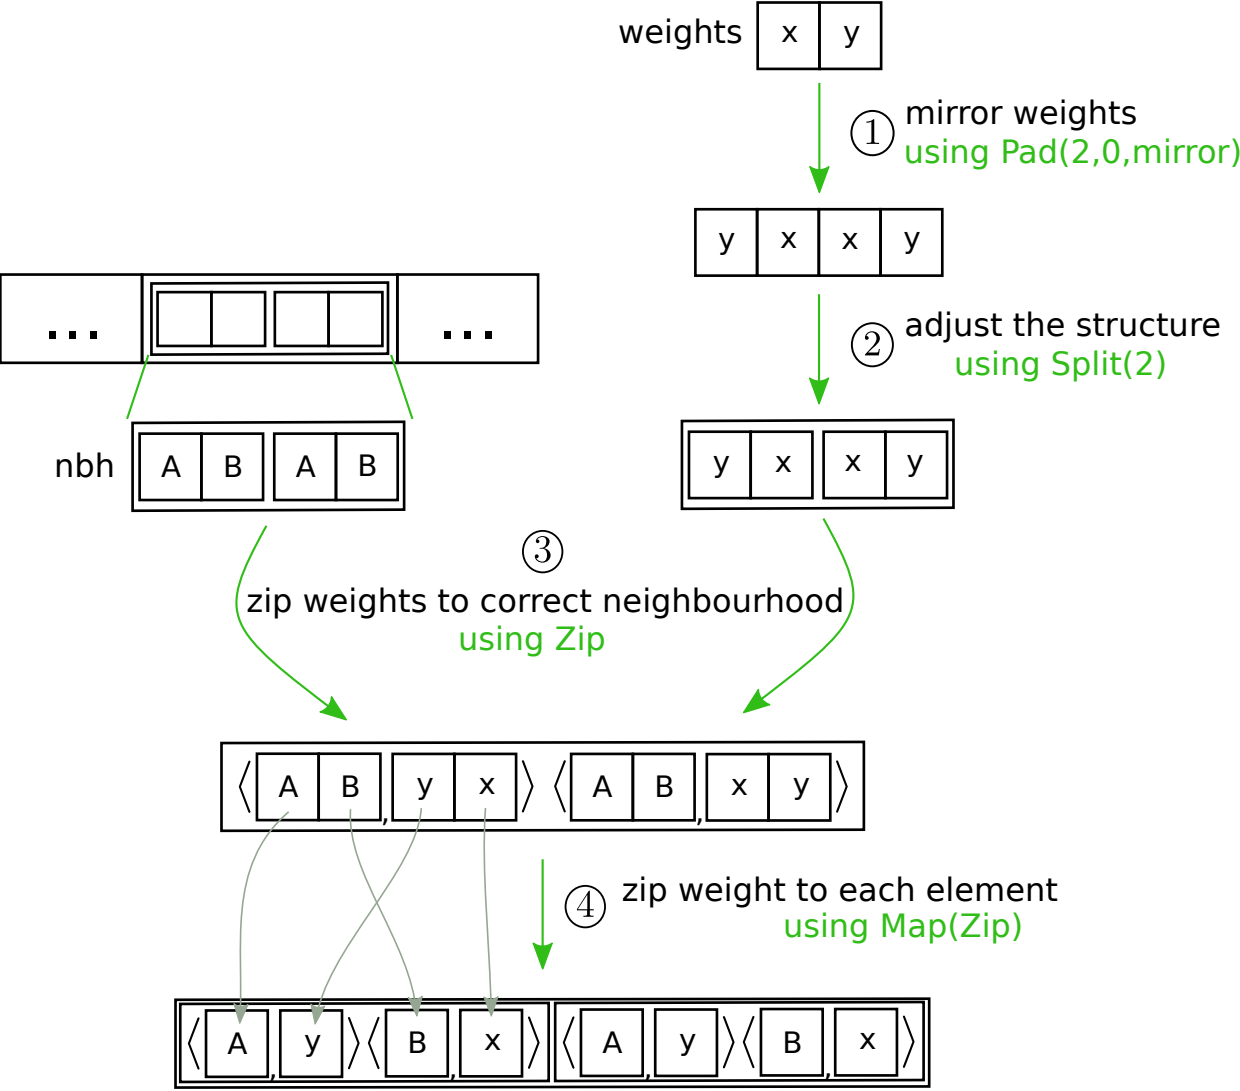 weights x y
1 mirror weights
using Pad(2,0,mirror)
y x x y
... ...
2 adjust the structure
using Split(2)
nbh A B A B
y x x y
3
zip weights to correct neighbourhood
using Zip
⟨ A B , y x ⟩ ⟨ A B , x y ⟩
4 zip weight to each element
using Map(Zip)
⟨ A , y ⟩ ⟨ B , x ⟩ ⟨ A , y ⟩ ⟨ B , x ⟩